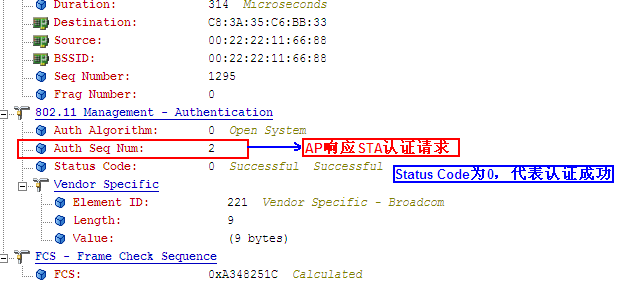 Duration: 314 Microseconds
Destination: C8:3A:35:C6:BB:33
Source: 00:22:22:11:66:88
BSSID: 00:22:22:11:66:88
Seq Number: 1295
Frag Number: 0
802.11 Management - Authentication
Auth Algorithm: 0 Open System
Auth Seq Num: 2 AP响应STA认证请求
Status Code: 0 Successful Successful
Status Code为0，代表认证成功
Vendor Specific
Element ID: 221 Vendor Specific - Broadcom
Length: 9
Value: (9 bytes)
FCS - Frame Check Sequence
FCS: 0xA348251C Calculated